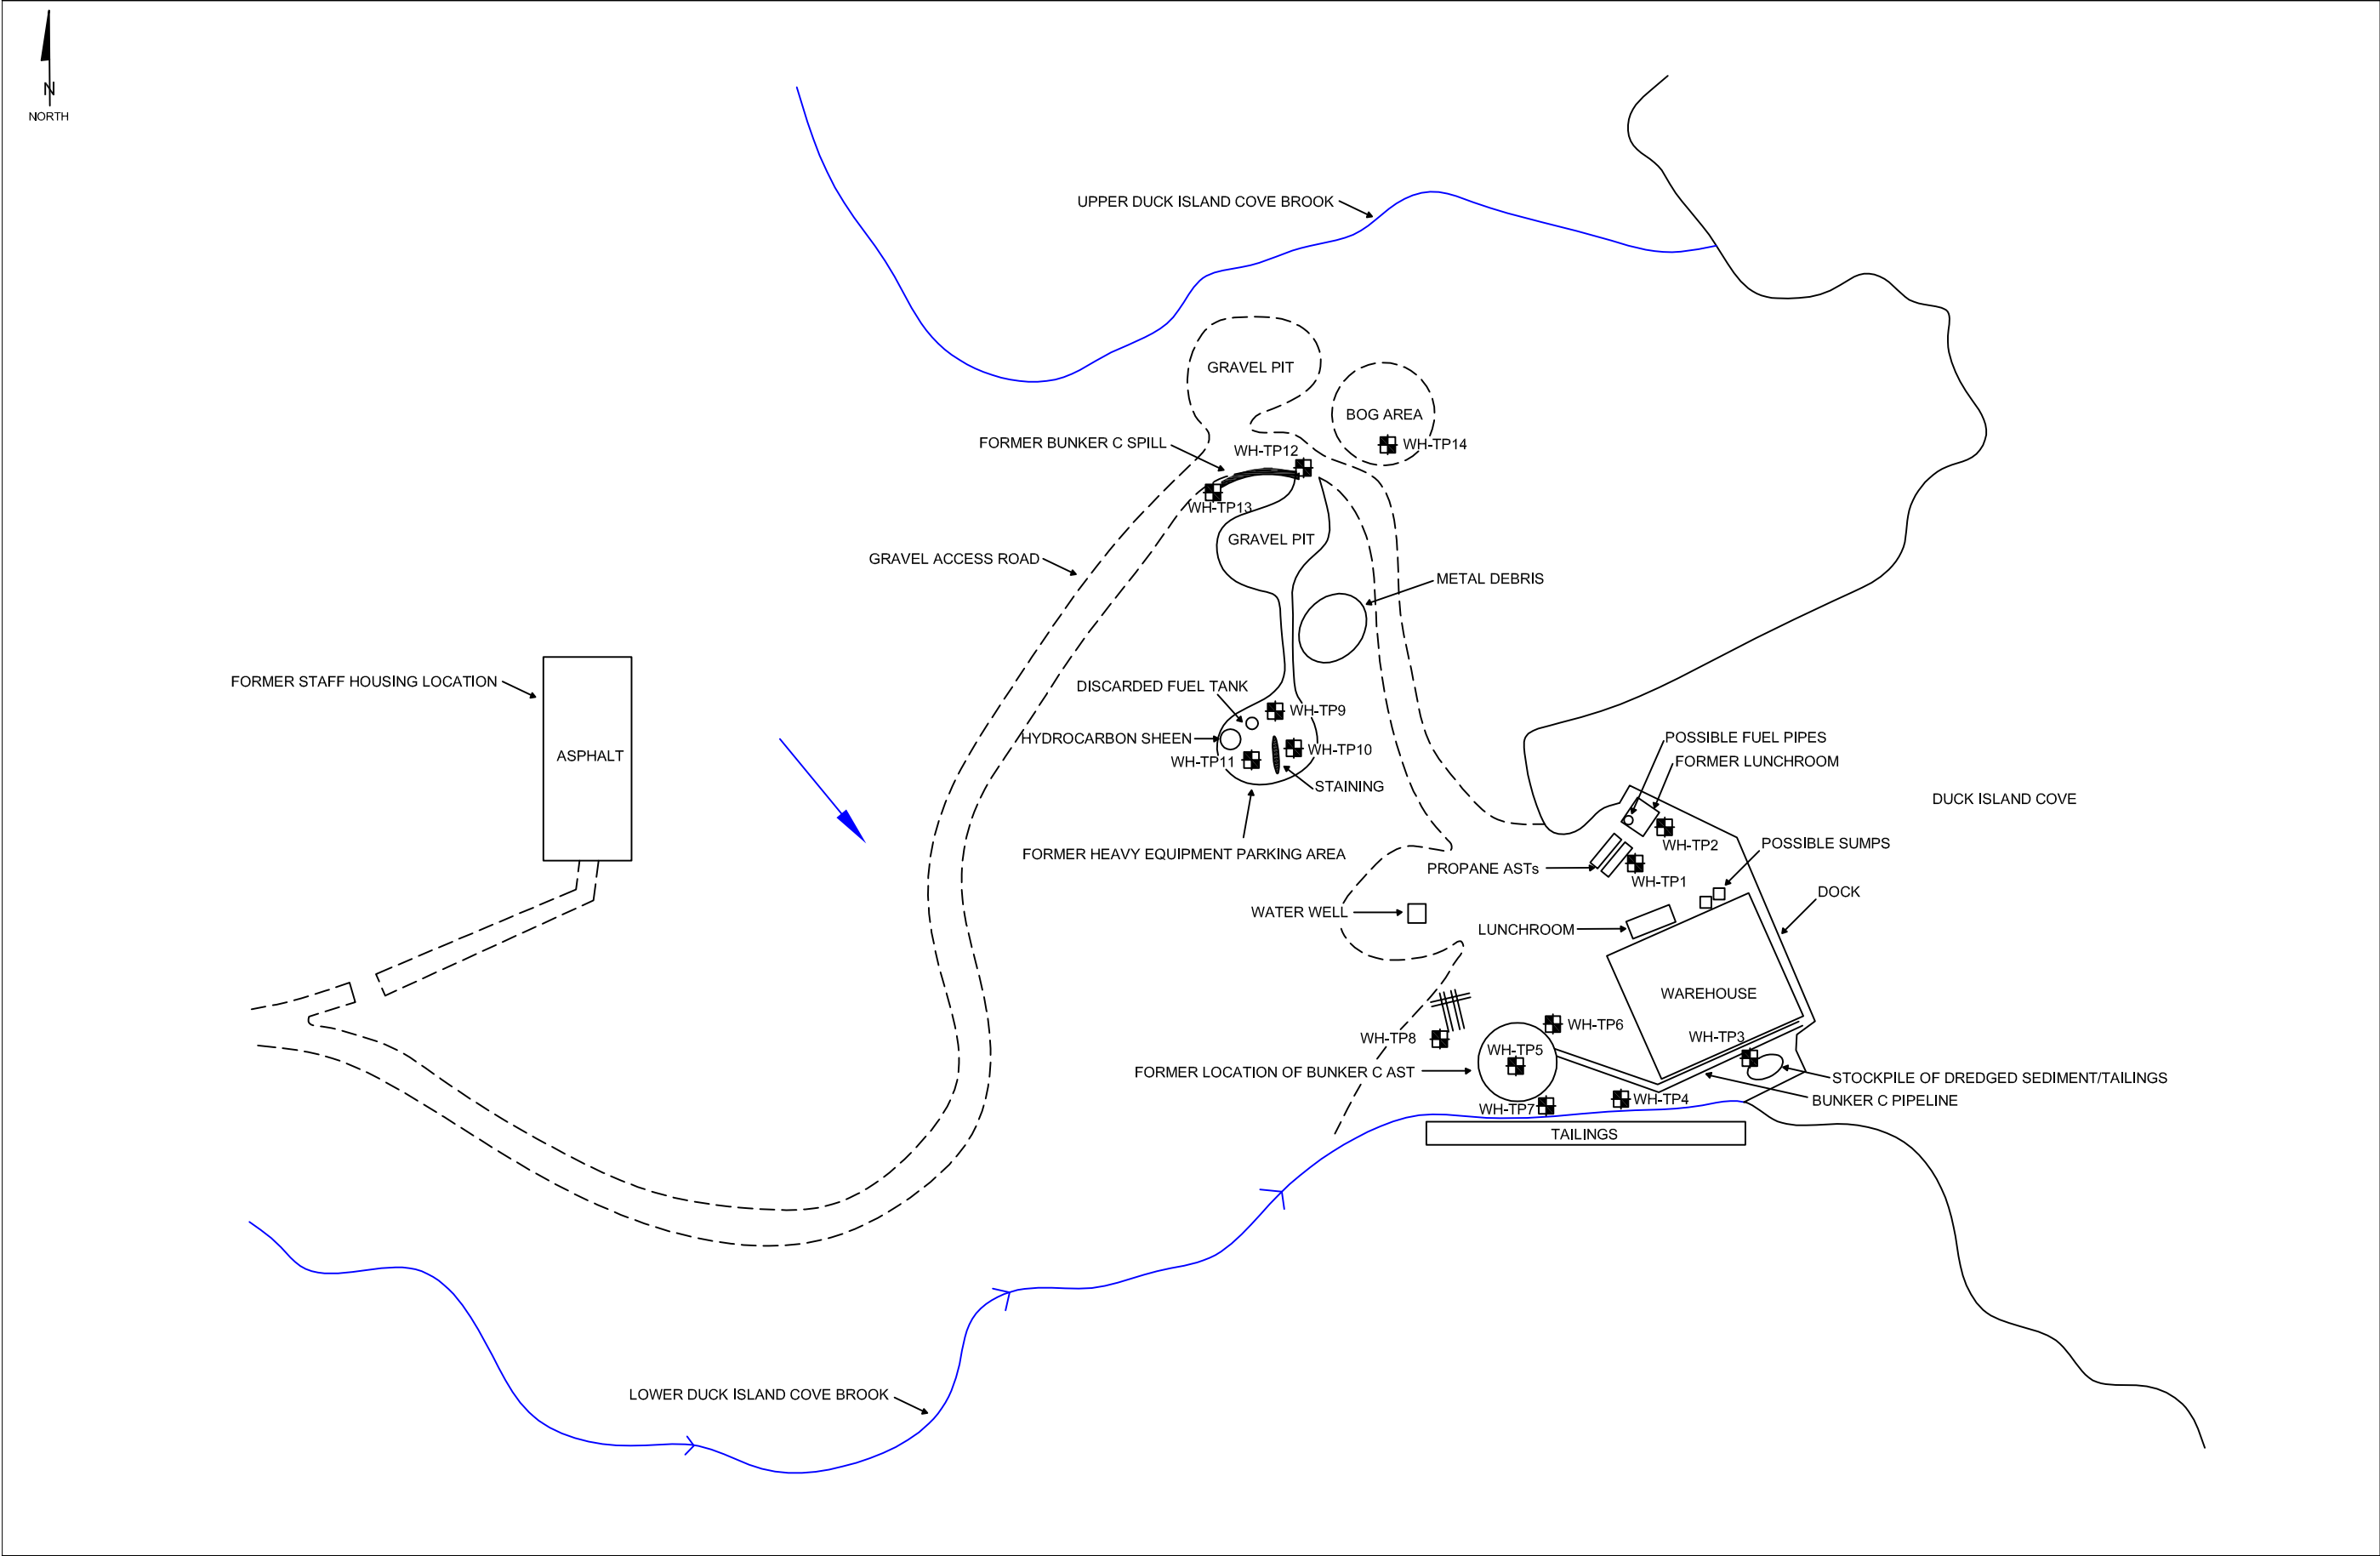 N
NORTH
UPPER DUCK ISLAND COVE BROOK
GRAVEL PIT
BOG AREA
FORMER BUNKER C SPILL
WH-TP12
WH-TP14
WH-TP13
GRAVEL PIT
GRAVEL ACCESS ROAD
METAL DEBRIS
FORMER STAFF HOUSING LOCATION
DISCARDED FUEL TANK
WH-TP9
HYDROCARBON SHEEN
POSSIBLE FUEL PIPES
WH-TP10
ASPHALT
WH-TP11
FORMER LUNCHROOM
STAINING
DUCK ISLAND COVE
WH-TP2
POSSIBLE SUMPS
FORMER HEAVY EQUIPMENT PARKING AREA
PROPANE ASTs
WH-TP1
DOCK
WATER WELL
LUNCHROOM
WAREHOUSE
WH-TP6
WH-TP8
WH-TP3
WH-TP5
FORMER LOCATION OF BUNKER C AST
STOCKPILE OF DREDGED SEDIMENT/TAILINGS
WH-TP7
WH-TP4
BUNKER C PIPELINE
TAILINGS
LOWER DUCK ISLAND COVE BROOK